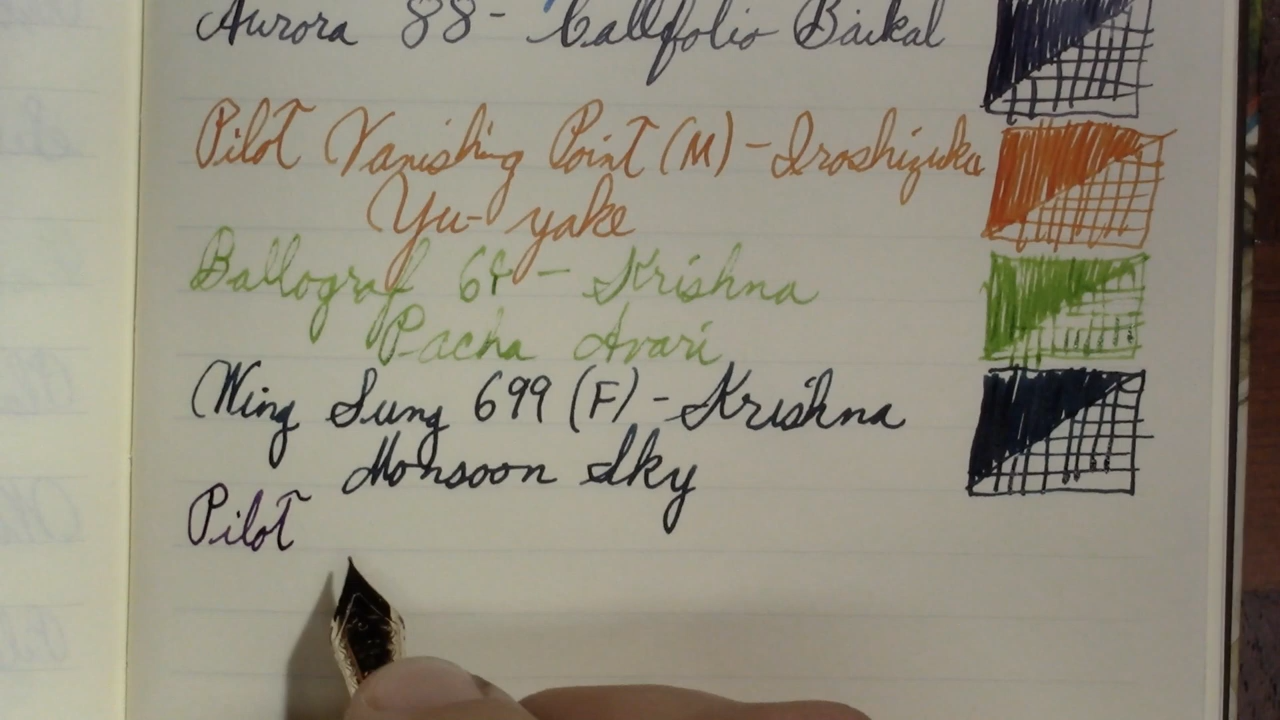 Aurora 88 - Callifolio Baikal
Pilot Vanishing Point (M) - Iroshizuku
Yu-yake
Ballograf 64 - Krishna
Pacha Avari
Wing Sung 699 (F) - Krishna
Monsoon Sky
Pilot